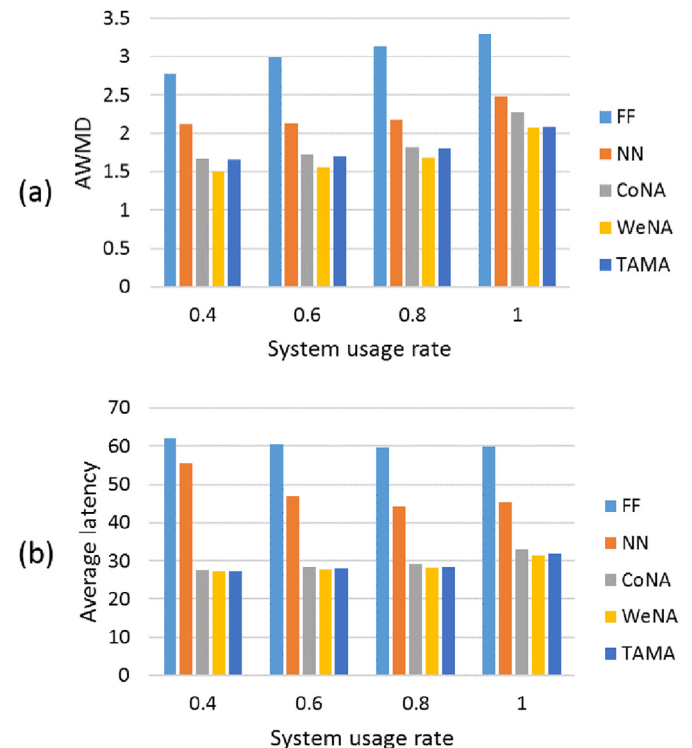 (a)
AWMD
3.5
3
2.5
2
1.5
1
0.5
0
0.4 0.6 0.8 1
System usage rate
FF
NN
CoNA
WeNA
TAMA
(b)
Average latency
70
60
50
40
30
20
10
0
0.4 0.6 0.8 1
System usage rate
FF
NN
CoNA
WeNA
TAMA